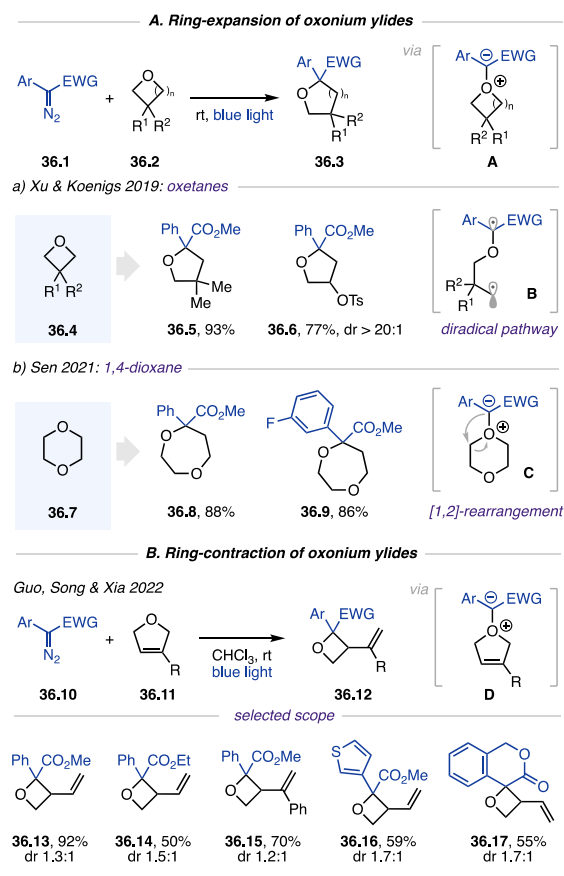 A. Ring-expansion of oxonium ylides
via
Ar EWG N₂
36.1
+
O ( )n R¹ R²
36.2
rt, blue light
Ar EWG O ( )n R² R¹
36.3
Ar ⊖ EWG O ⊕ ( )n R² R¹
A
a) Xu & Koenigs 2019: oxetanes
O R¹ R²
36.4
Ph CO₂Me O Me Me
36.5, 93%
Ph CO₂Me O OTs
36.6, 77%, dr > 20:1
Ar EWG O R² R¹
B
diradical pathway
b) Sen 2021: 1,4-dioxane
O O
36.7
Ph CO₂Me O O
36.8, 88%
F CO₂Me O O
36.9, 86%
Ar ⊖ EWG O ⊕ O
C
[1,2]-rearrangement
B. Ring-contraction of oxonium ylides
Guo, Song & Xia 2022
via
Ar EWG N₂
36.10
+
O R
36.11
CHCl₃, rt
blue light
Ar EWG O R
36.12
Ar ⊖ EWG O ⊕ R
D
selected scope
Ph CO₂Me O
36.13, 92%
dr 1.3:1
Ph CO₂Et O
36.14, 50%
dr 1.5:1
Ph CO₂Me O Ph
36.15, 70%
dr 1.2:1
S CO₂Me O
36.16, 59%
dr 1.7:1
O O O
36.17, 55%
dr 1.7:1